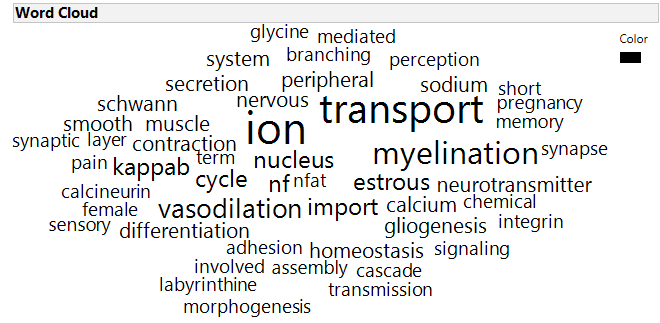 Word Cloud
glycine mediated
Color
system branching perception
secretion peripheral sodium short
schwann nervous transport pregnancy
smooth muscle ion memory
synaptic layer contraction myelination synapse
pain kappab term nucleus
calcineurin cycle nf nfat estrous neurotransmitter
female vasodilation import calcium chemical
sensory differentiation gliogenesis integrin
adhesion homeostasis signaling
involved assembly cascade
labyrinthine transmission
morphogenesis